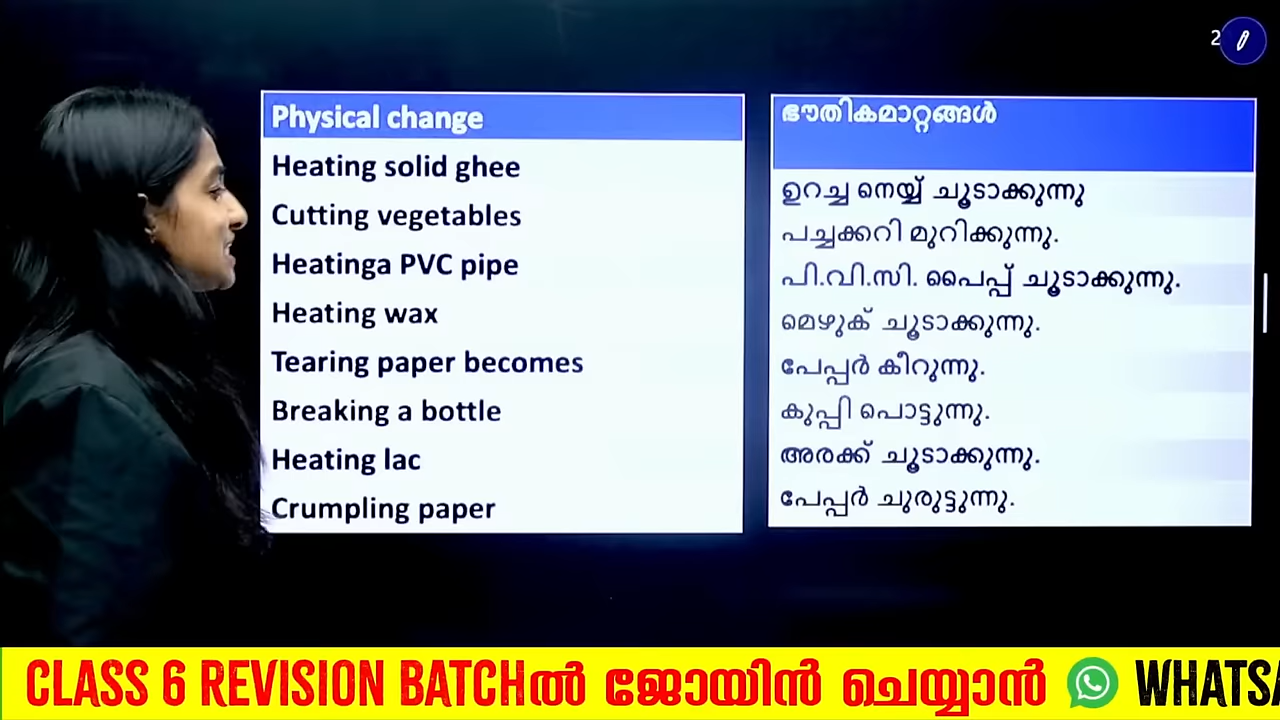 2
Physical change
Heating solid ghee
Cutting vegetables
Heatinga PVC pipe
Heating wax
Tearing paper becomes
Breaking a bottle
Heating lac
Crumpling paper
ഭൗതികമാറ്റങ്ങൾ
ഉറച്ച നെയ്യ് ചൂടാക്കുന്നു
പച്ചക്കറി മുറിക്കുന്നു.
പി.വി.സി. പൈപ്പ് ചൂടാക്കുന്നു.
മെഴുക് ചൂടാക്കുന്നു.
പേപ്പർ കീറുന്നു.
കുപ്പി പൊട്ടുന്നു.
അരക്ക് ചൂടാക്കുന്നു.
പേപ്പർ ചുരുട്ടുന്നു.
CLASS 6 REVISION BATCHൽ ജോയിൻ ചെയ്യാൻ WHATSA